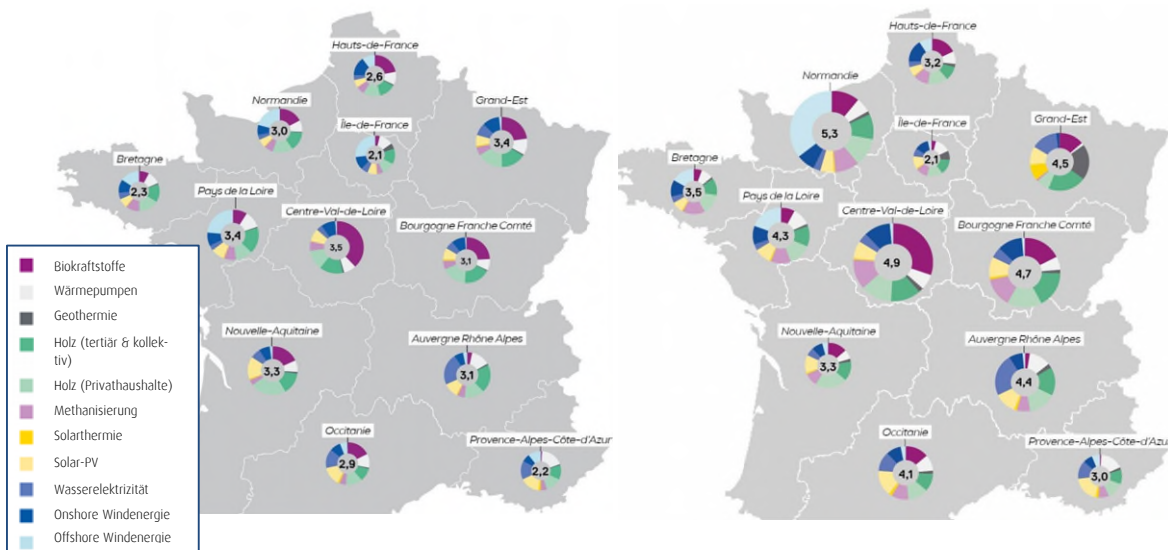 Hauts-de-France
2,6
Normandie
3,0
Île-de-France
2,1
Grand-Est
3,4
Bretagne
2,3
Pays de la Loire
3,4
Centre-Val-de-Loire
3,5
Bourgogne Franche Comté
3,1
Nouvelle-Aquitaine
3,3
Auvergne Rhône Alpes
3,1
Occitanie
2,9
Provence-Alpes-Côte-d'Azur
2,2
Biokraftstoffe
Wärmepumpen
Geothermie
Holz (tertiär & kollek-
tiv)
Holz (Privathaushalte)
Methanisierung
Solarthermie
Solar-PV
Wasserelektrizität
Onshore Windenergie
Offshore Windenergie
Hauts-de-France
3,2
Normandie
5,3
Île-de-France
2,1
Grand-Est
4,5
Bretagne
3,5
Pays de la Loire
4,3
Centre-Val-de-Loire
4,9
Bourgogne Franche Comté
4,7
Nouvelle-Aquitaine
3,3
Auvergne Rhône Alpes
4,4
Occitanie
4,1
Provence-Alpes-Côte-d'Azur
3,0